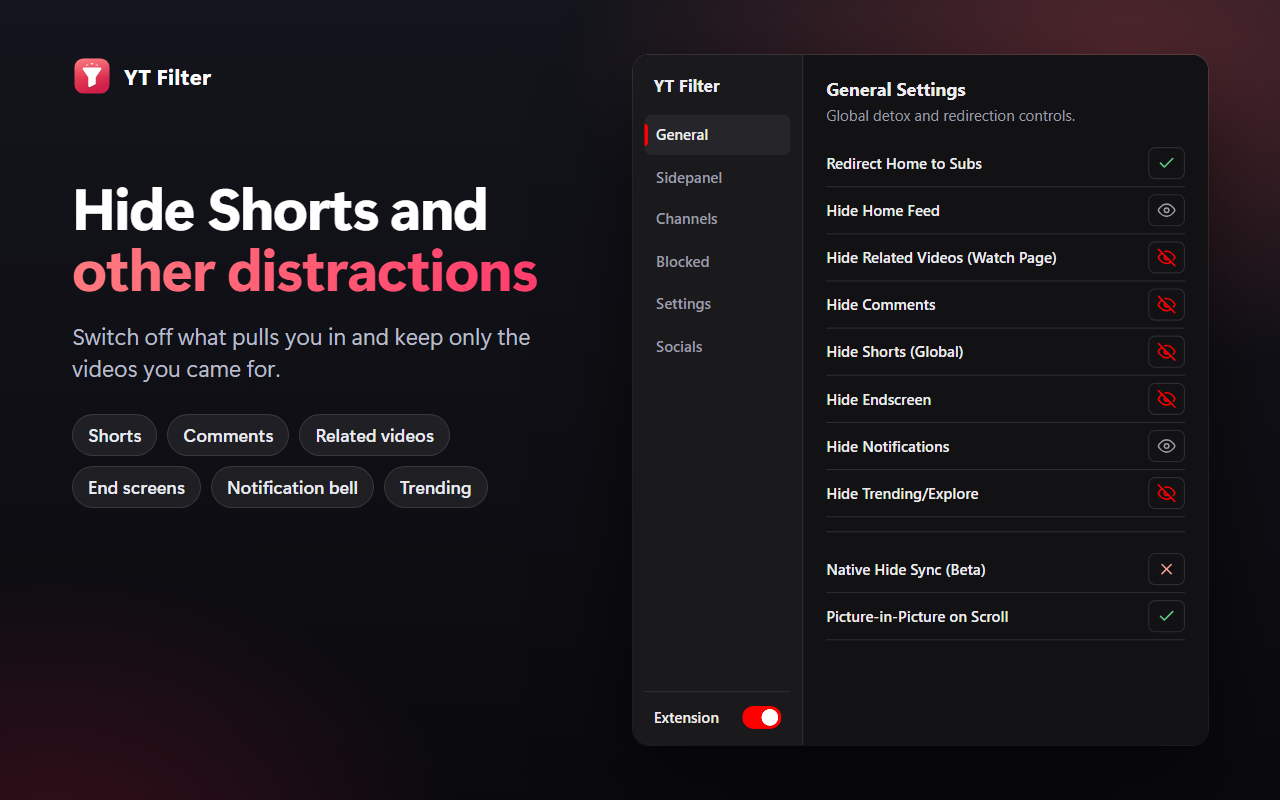 YT Filter
Hide Shorts and
other distractions
Switch off what pulls you in and keep only the
videos you came for.
Shorts
Comments
Related videos
End screens
Notification bell
Trending
YT Filter
General
Sidepanel
Channels
Blocked
Settings
Socials
Extension
General Settings
Global detox and redirection controls.
Redirect Home to Subs
Hide Home Feed
Hide Related Videos (Watch Page)
Hide Comments
Hide Shorts (Global)
Hide Endscreen
Hide Notifications
Hide Trending/Explore
Native Hide Sync (Beta)
Picture-in-Picture on Scroll